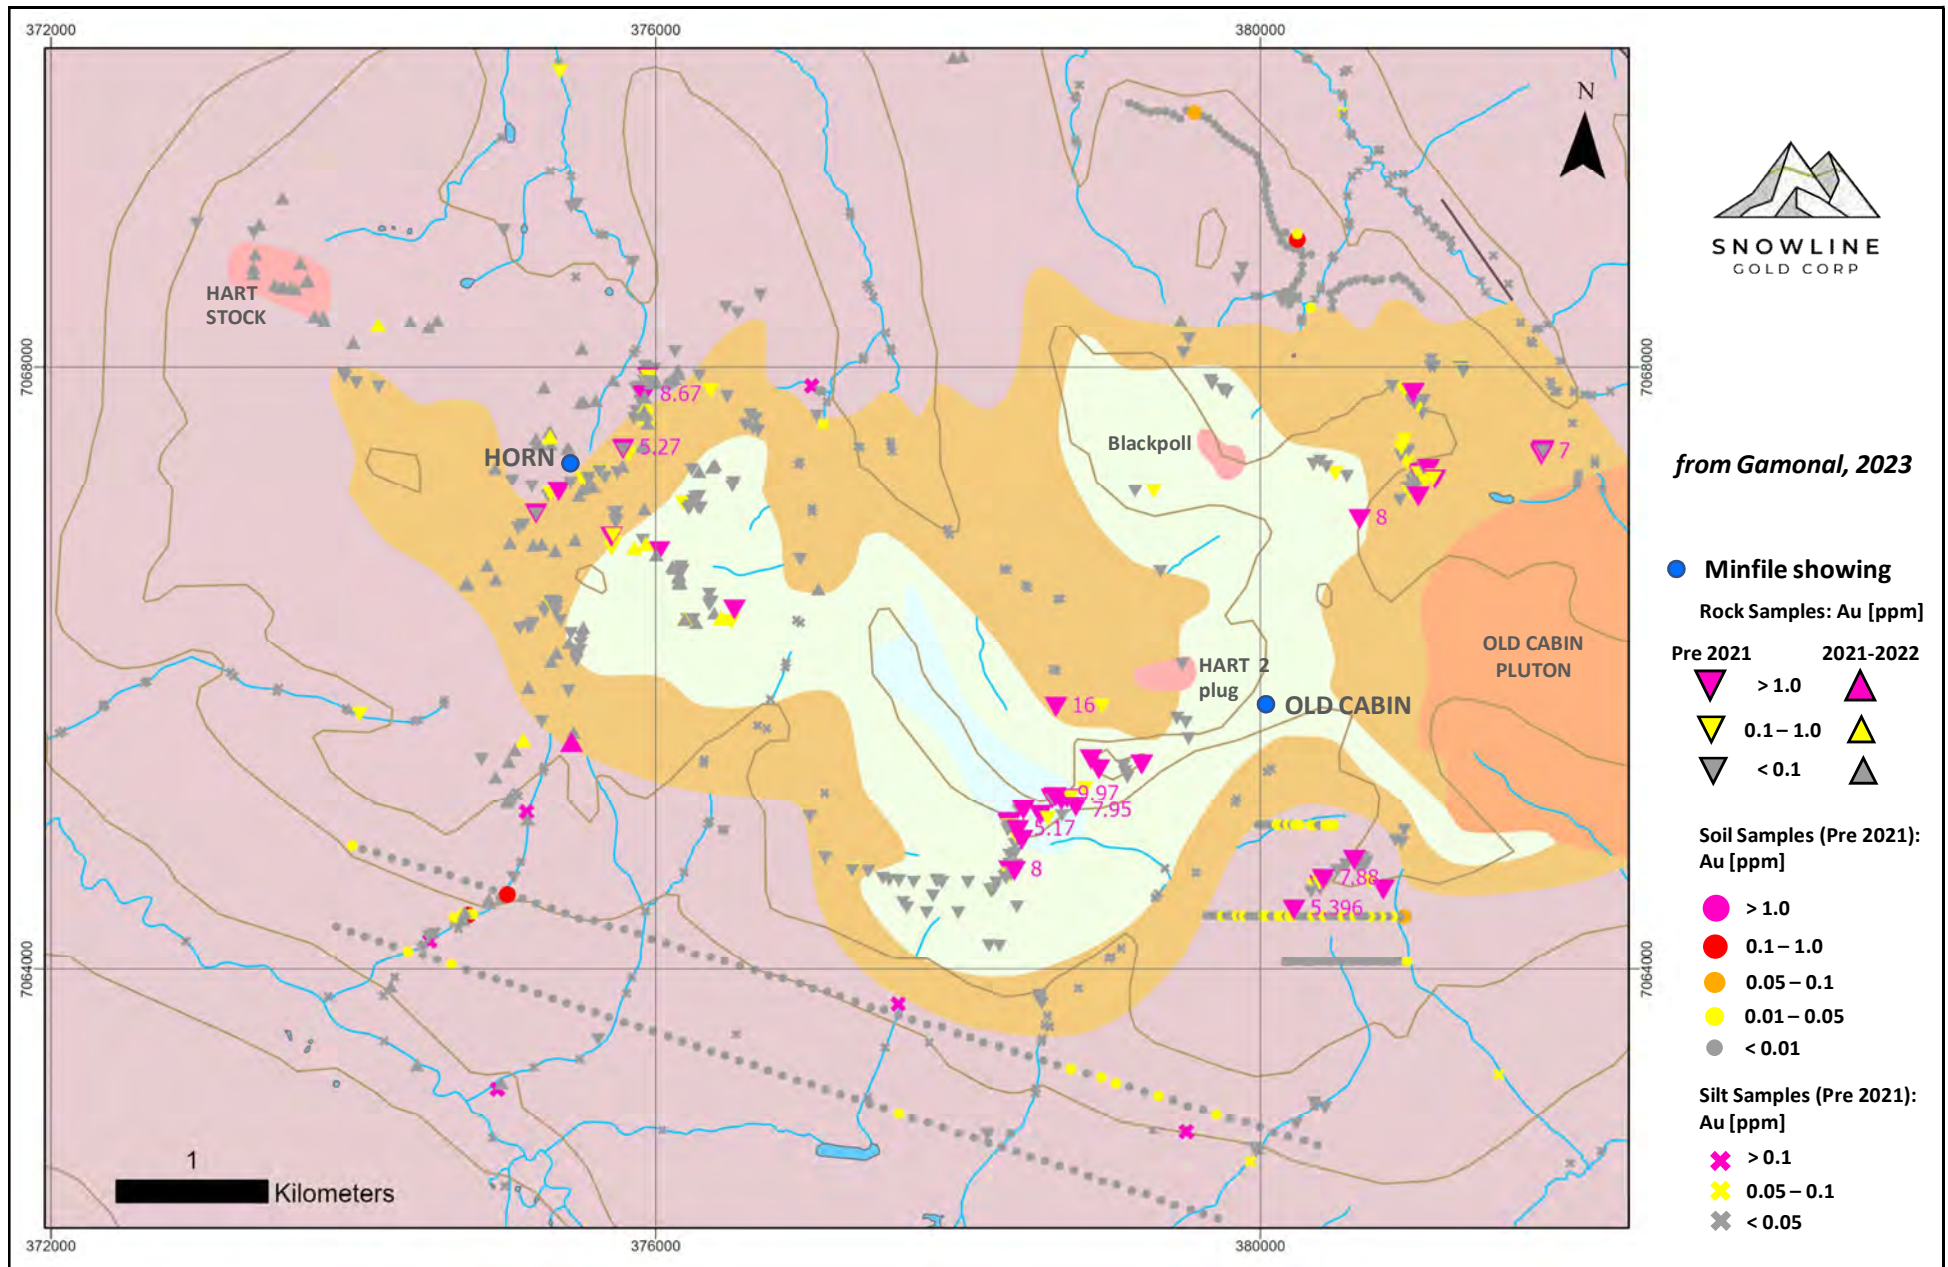 372000
376000
380000
N
7068000
7068000
7064000
7064000
HART
STOCK
8.67
5.27
HORN
Blackpoll
7
8
OLD CABIN
PLUTON
HART 2
plug
16
OLD CABIN
9.97
7.95
5.17
8
7.88
5.396
1
Kilometers
372000
376000
380000
SNOWLINE
GOLD CORP
from Gamonal, 2023
Minfile showing
Rock Samples: Au [ppm]
Pre 2021
2021-2022
> 1.0
0.1 – 1.0
< 0.1
Soil Samples (Pre 2021):
Au [ppm]
> 1.0
0.1 – 1.0
0.05 – 0.1
0.01 – 0.05
< 0.01
Silt Samples (Pre 2021):
Au [ppm]
> 0.1
0.05 – 0.1
< 0.05